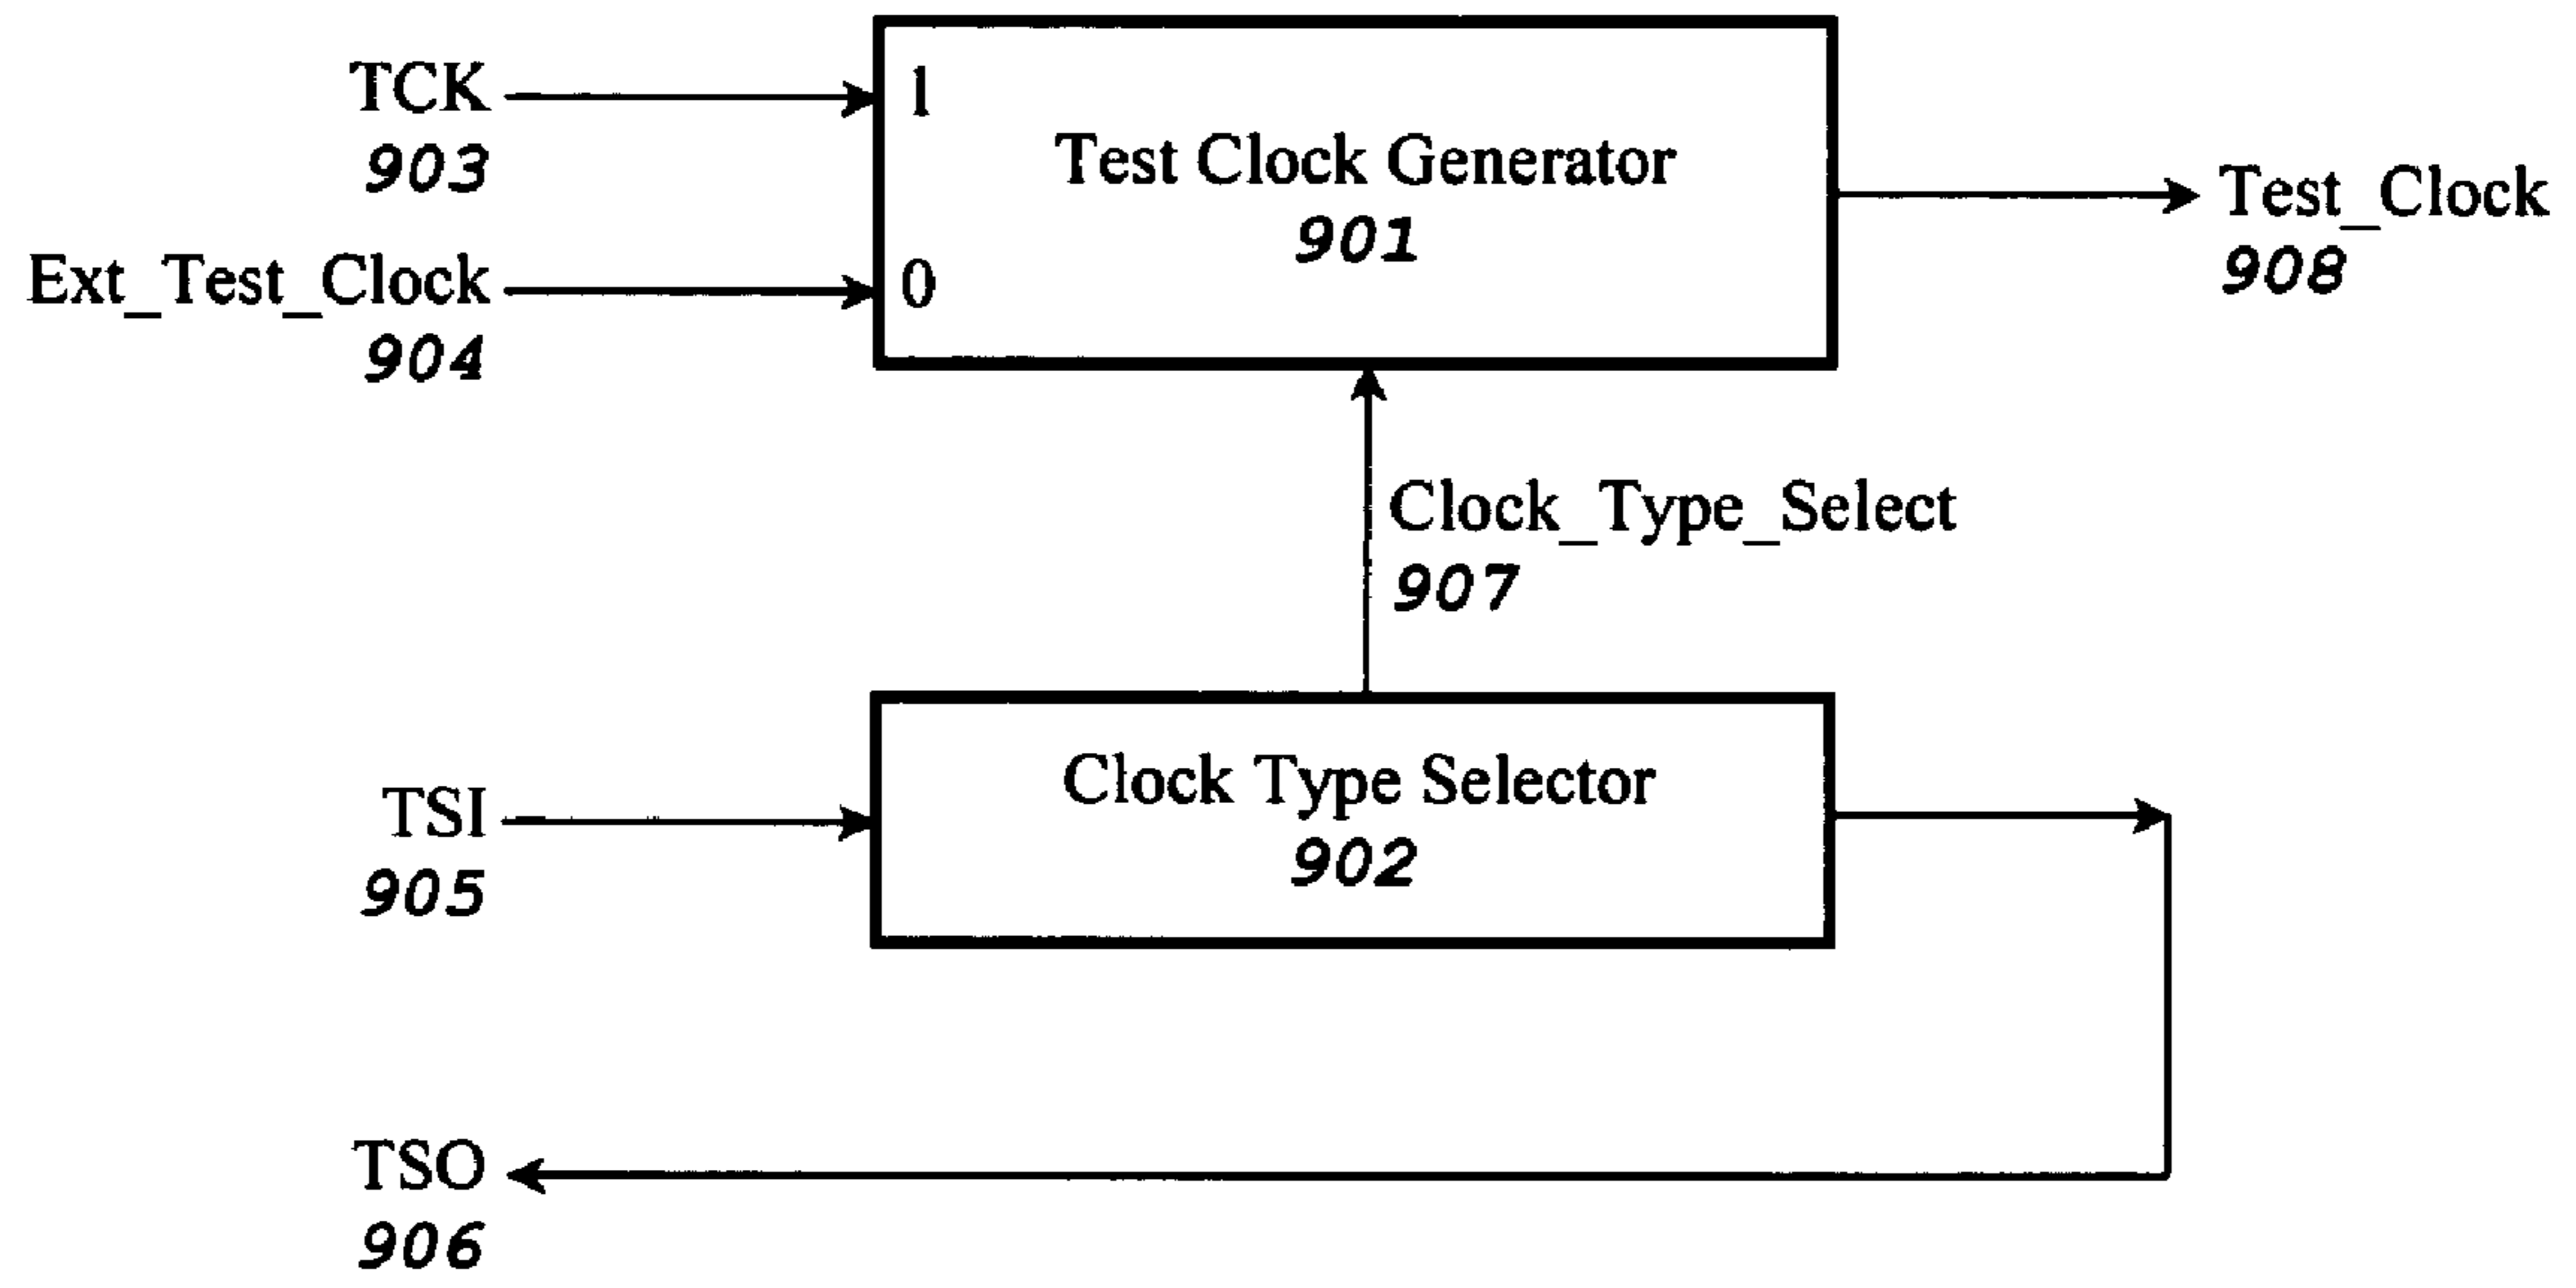 TCK
903
1
Test Clock Generator
901
Ext_Test_Clock
904
0
Test_Clock
908
Clock_Type_Select
907
TSI
905
Clock Type Selector
902
TSO
906